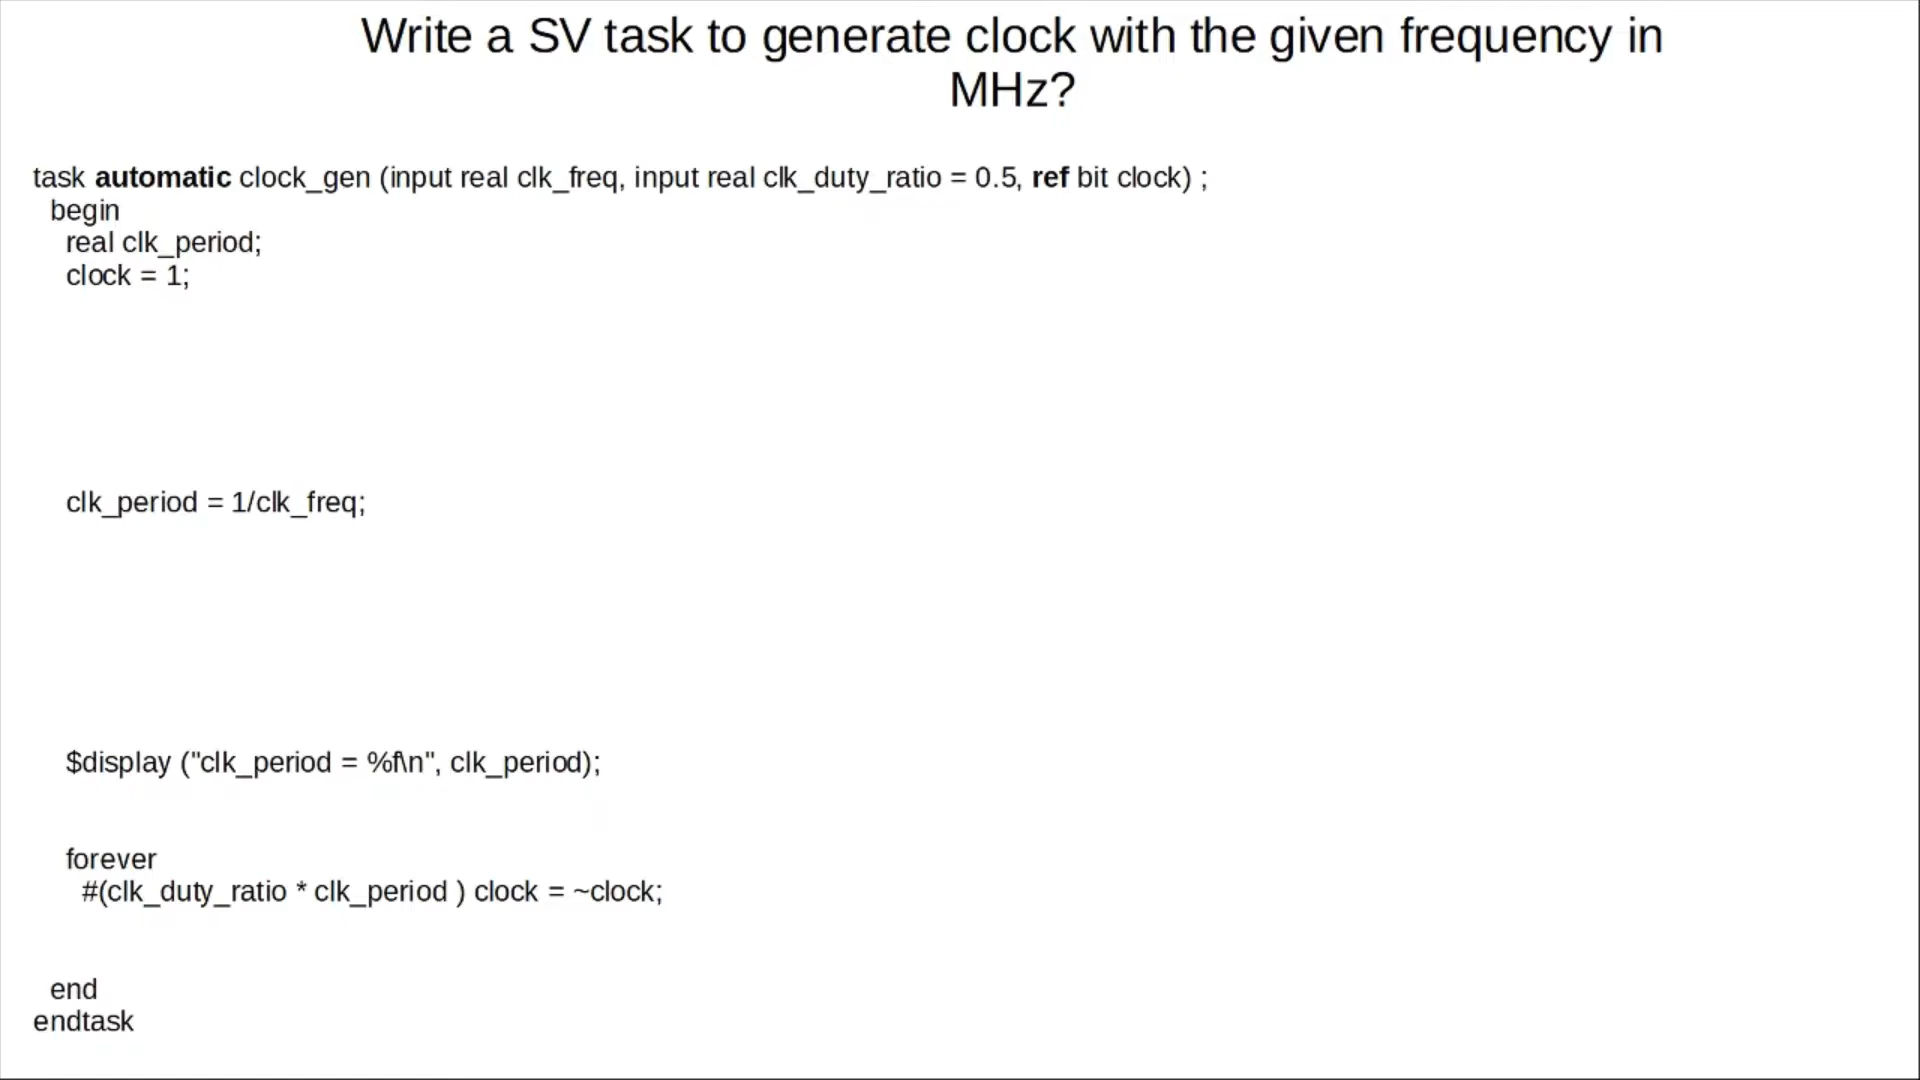 Write a SV task to generate clock with the given frequency in
MHz?
task automatic clock_gen (input real clk_freq, input real clk_duty_ratio = 0.5, ref bit clock) ;
begin
real clk_period;
clock = 1;
clk_period = 1/clk_freq;
$display ("clk_period = %f\n", clk_period);
forever
#(clk_duty_ratio * clk_period ) clock = ~clock;
end
endtask